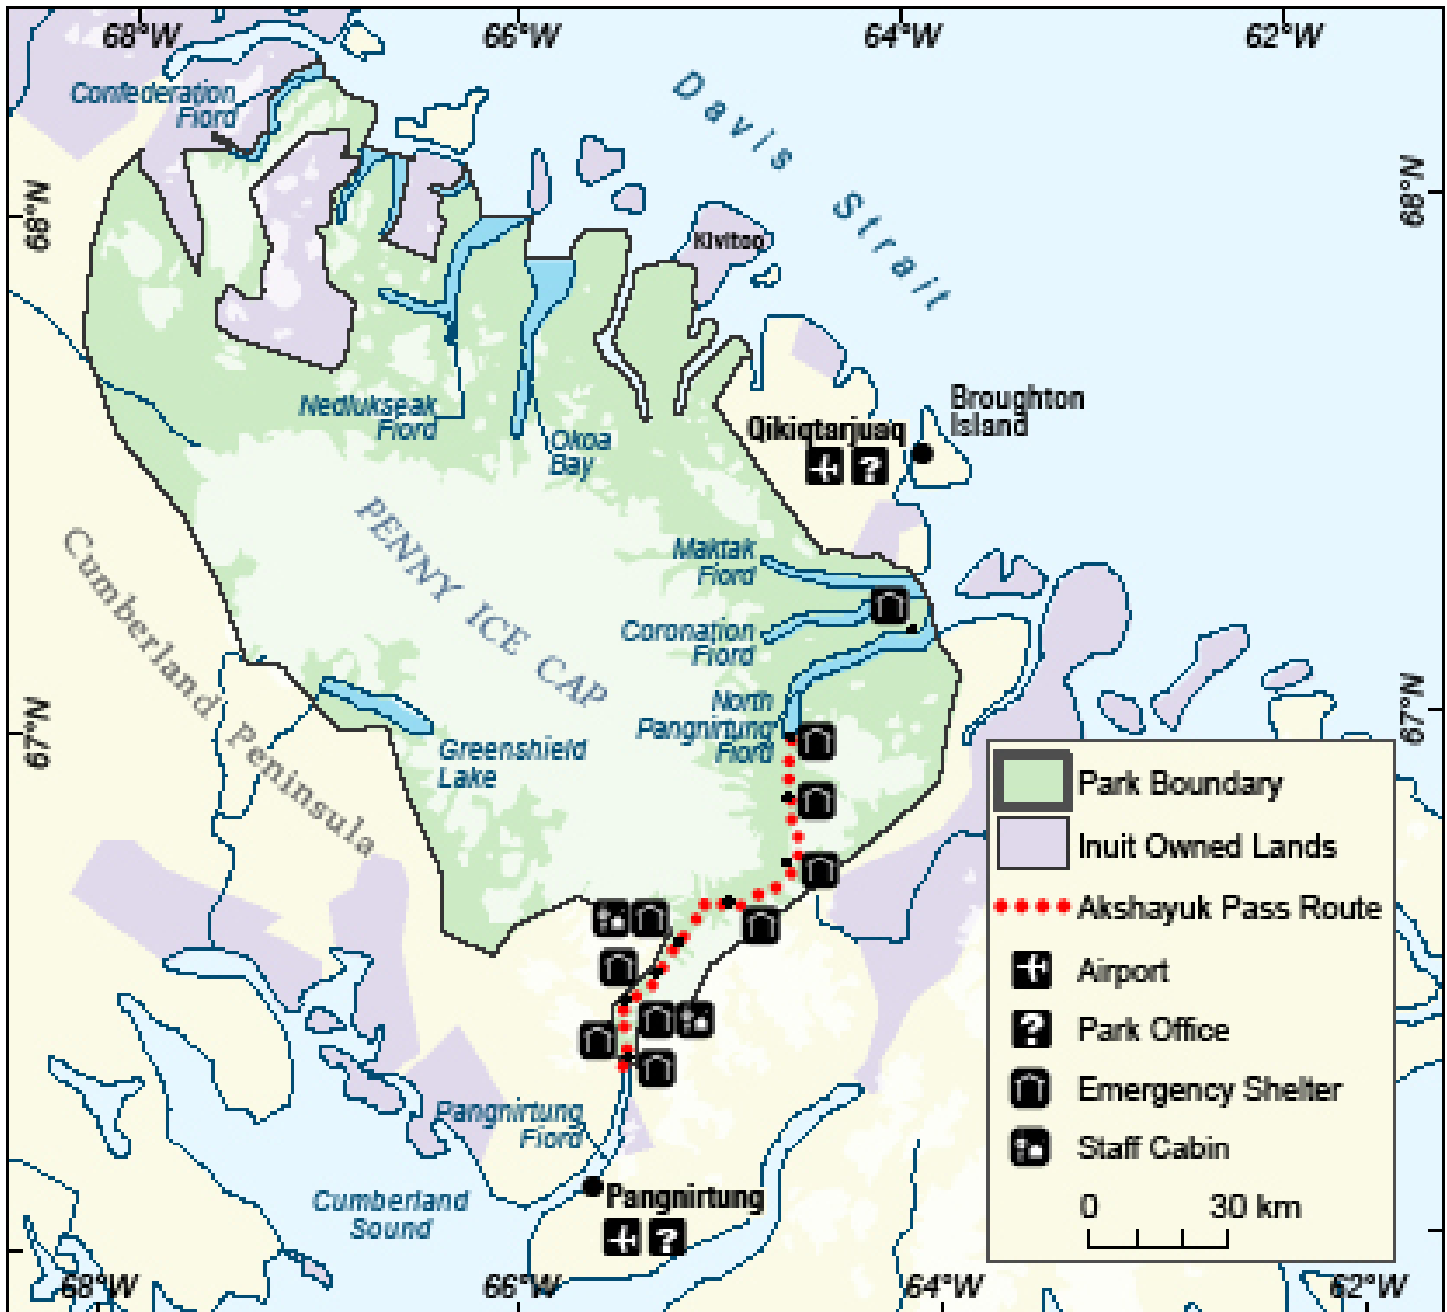 68°W
66°W
64°W
62°W
Confederation
Fiord
Davis Strait
68°N
68°N
Kivitoo
Nedlukseak
Fiord
Okoa
Bay
Broughton
Island
Qikiqtarjuaq
?
PENNY ICE CAP
Maktak
Fiord
Coronation
Fiord
Cumberland Peninsula
North
Pangnirtung
Fiord
67°N
67°N
Greenshield
Lake
Park Boundary
Inuit Owned Lands
Akshayuk Pass Route
Airport
? Park Office
Emergency Shelter
Staff Cabin
0 30 km
Pangnirtung
Fiord
Cumberland
Sound
Pangnirtung
?
68°W
66°W
64°W
62°W